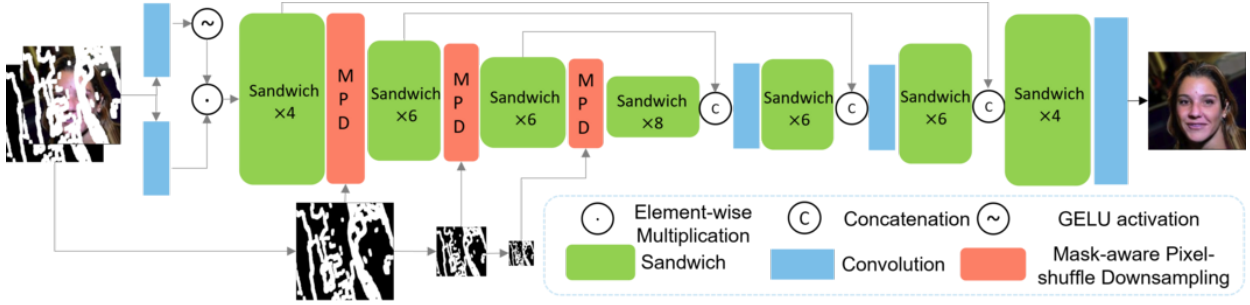 ~
·
Sandwich
×4
M
P
D
Sandwich
×6
M
P
D
Sandwich
×6
M
P
D
Sandwich
×8
C
Sandwich
×6
C
Sandwich
×6
C
Sandwich
×4
·
Element-wise
Multiplication
C
Concatenation
~
GELU activation
Sandwich
Convolution
Mask-aware Pixel-
shuffle Downsampling